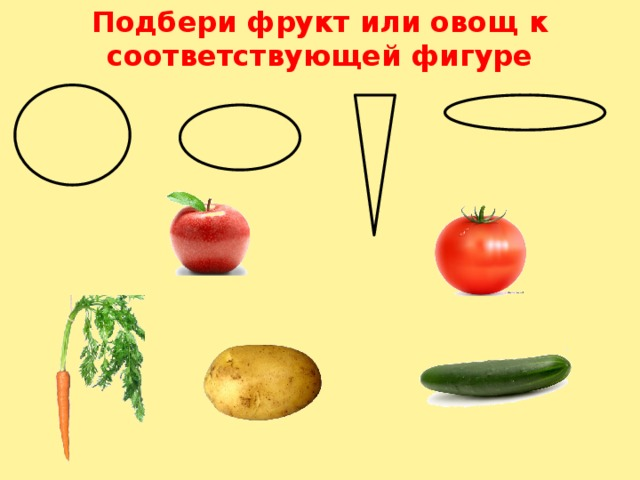 Подбери фрукт или овощ к
соответствующей фигуре